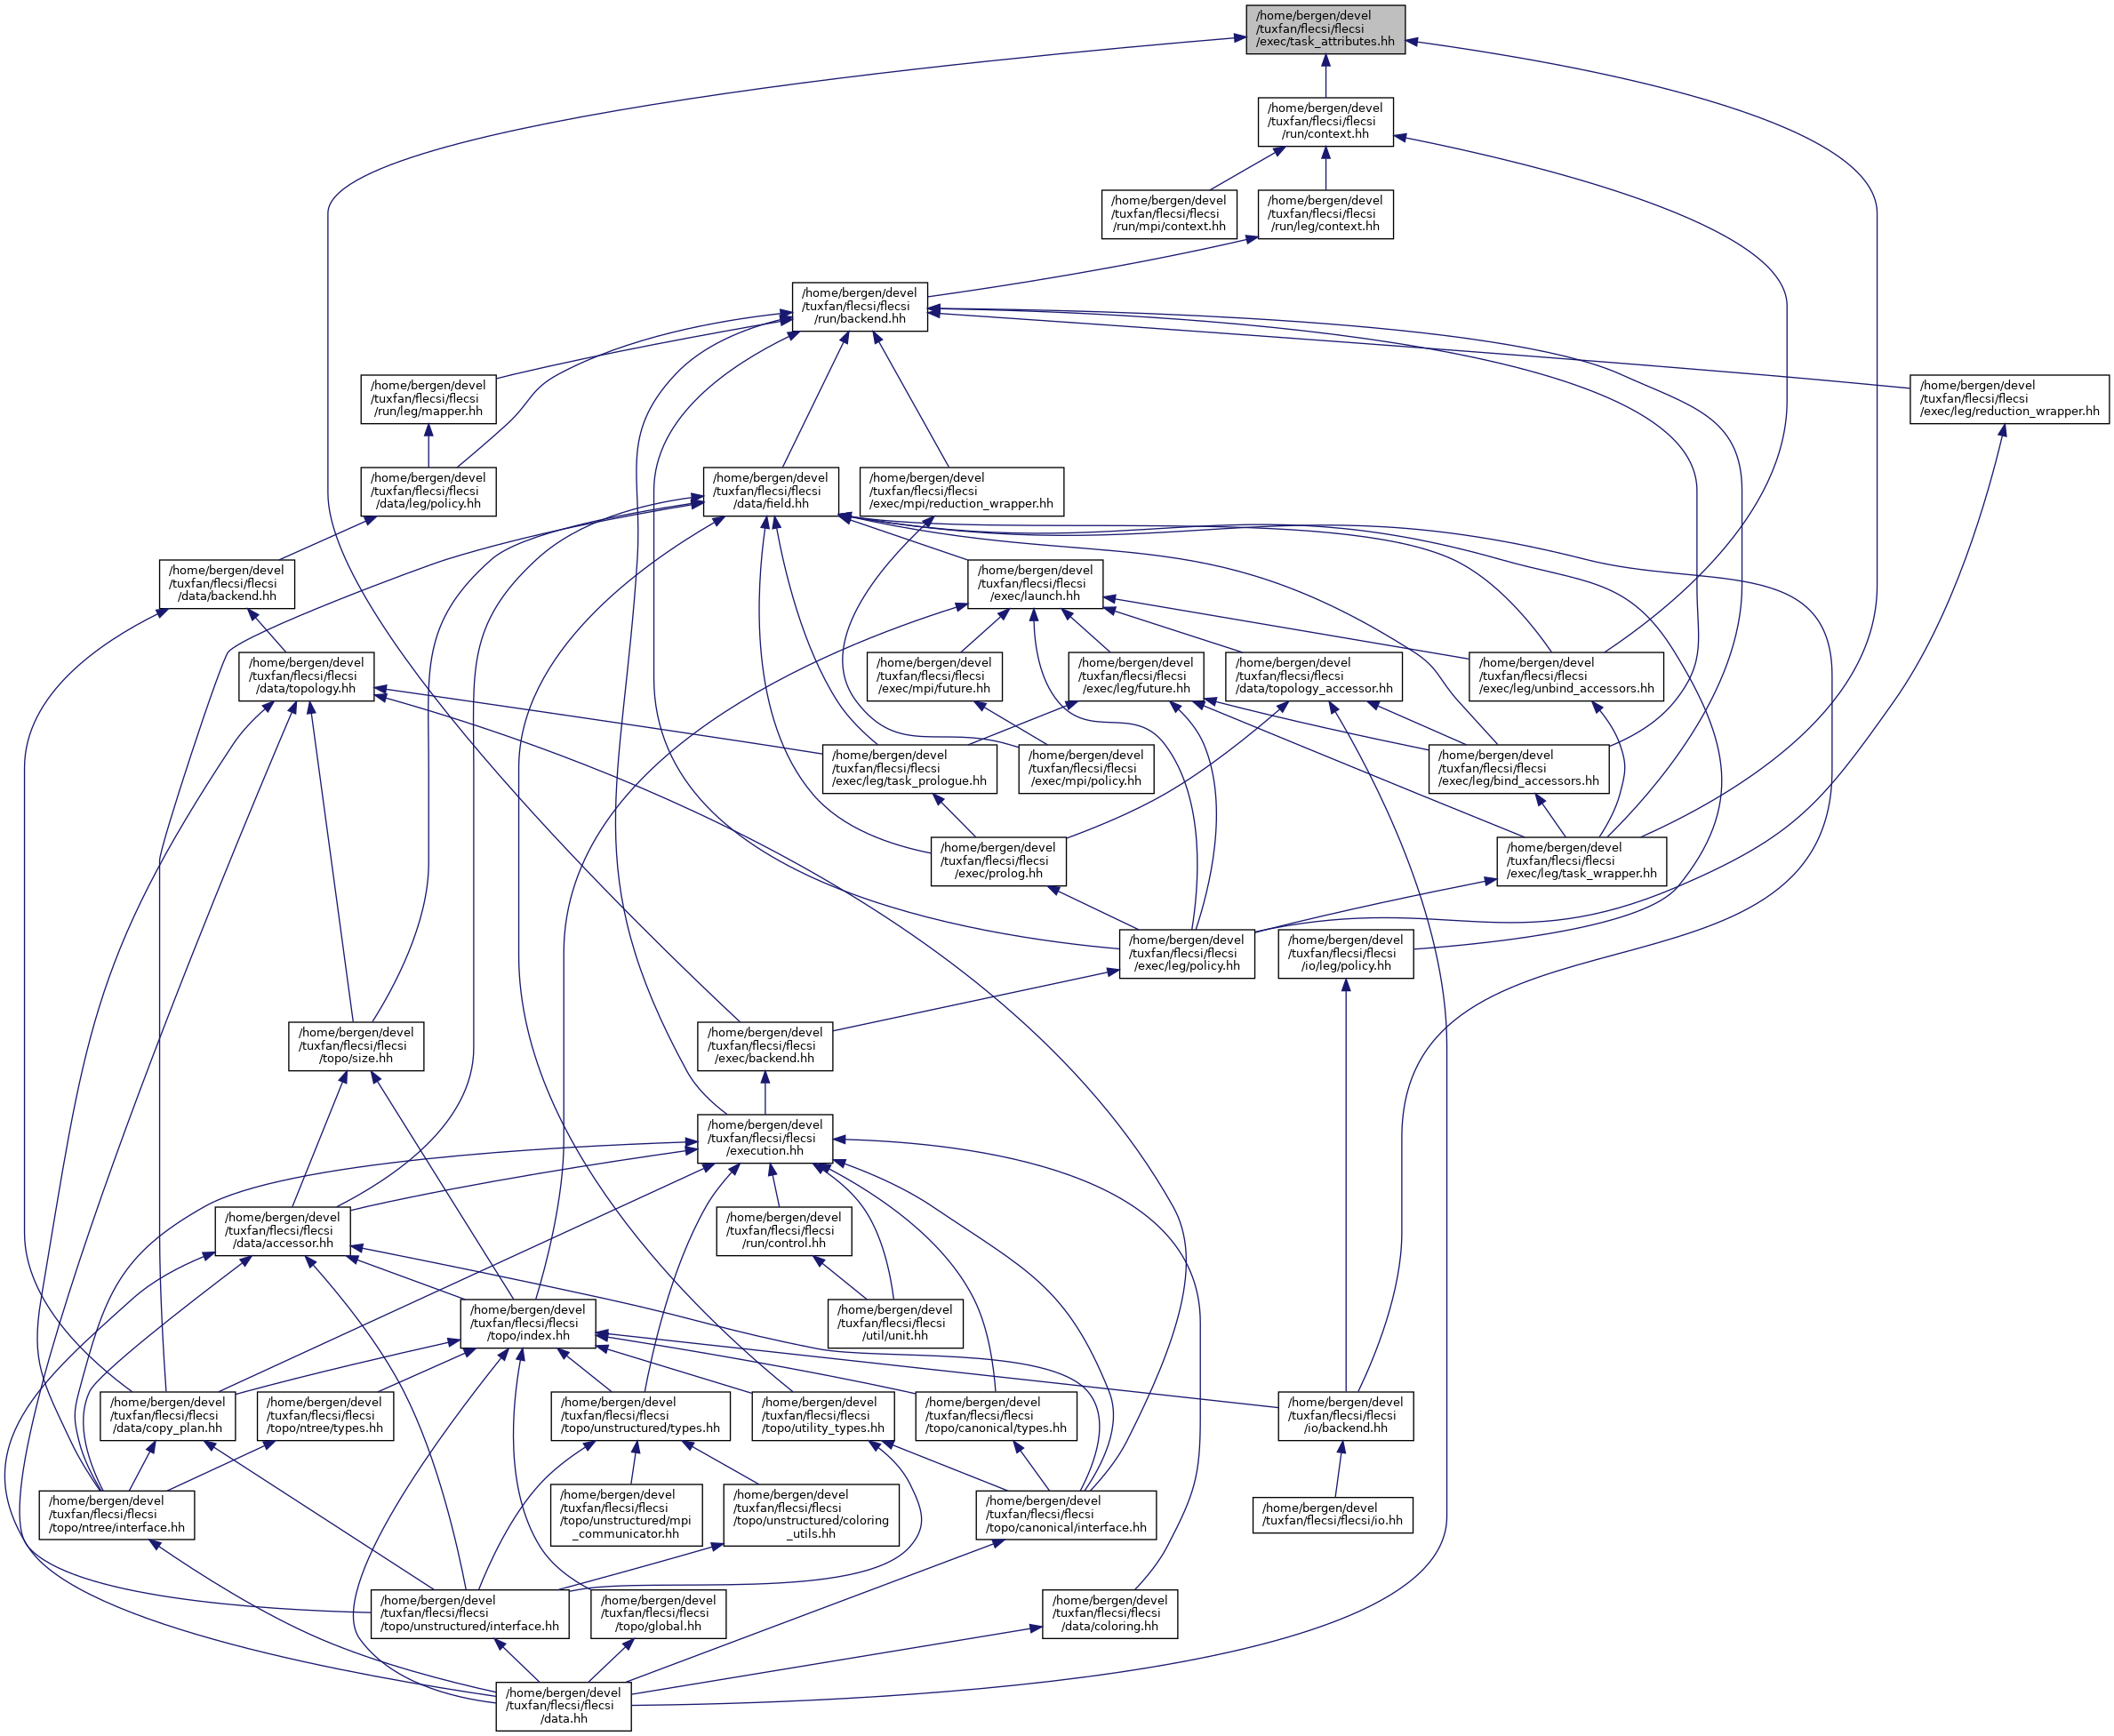 /home/bergen/devel
/tuxfan/flecsi/flecsi
/exec/task_attributes.hh
/home/bergen/devel
/tuxfan/flecsi/flecsi
/run/context.hh
/home/bergen/devel
/tuxfan/flecsi/flecsi
/run/mpi/context.hh
/home/bergen/devel
/tuxfan/flecsi/flecsi
/run/leg/context.hh
/home/bergen/devel
/tuxfan/flecsi/flecsi
/run/backend.hh
/home/bergen/devel
/tuxfan/flecsi/flecsi
/run/leg/mapper.hh
/home/bergen/devel
/tuxfan/flecsi/flecsi
/exec/leg/reduction_wrapper.hh
/home/bergen/devel
/tuxfan/flecsi/flecsi
/data/leg/policy.hh
/home/bergen/devel
/tuxfan/flecsi/flecsi
/data/field.hh
/home/bergen/devel
/tuxfan/flecsi/flecsi
/exec/mpi/reduction_wrapper.hh
/home/bergen/devel
/tuxfan/flecsi/flecsi
/data/backend.hh
/home/bergen/devel
/tuxfan/flecsi/flecsi
/exec/launch.hh
/home/bergen/devel
/tuxfan/flecsi/flecsi
/data/topology.hh
/home/bergen/devel
/tuxfan/flecsi/flecsi
/exec/mpi/future.hh
/home/bergen/devel
/tuxfan/flecsi/flecsi
/exec/leg/future.hh
/home/bergen/devel
/tuxfan/flecsi/flecsi
/data/topology_accessor.hh
/home/bergen/devel
/tuxfan/flecsi/flecsi
/exec/leg/unbind_accessors.hh
/home/bergen/devel
/tuxfan/flecsi/flecsi
/exec/leg/task_prologue.hh
/home/bergen/devel
/tuxfan/flecsi/flecsi
/exec/mpi/policy.hh
/home/bergen/devel
/tuxfan/flecsi/flecsi
/exec/leg/bind_accessors.hh
/home/bergen/devel
/tuxfan/flecsi/flecsi
/exec/prolog.hh
/home/bergen/devel
/tuxfan/flecsi/flecsi
/exec/leg/task_wrapper.hh
/home/bergen/devel
/tuxfan/flecsi/flecsi
/exec/leg/policy.hh
/home/bergen/devel
/tuxfan/flecsi/flecsi
/io/leg/policy.hh
/home/bergen/devel
/tuxfan/flecsi/flecsi
/topo/size.hh
/home/bergen/devel
/tuxfan/flecsi/flecsi
/exec/backend.hh
/home/bergen/devel
/tuxfan/flecsi/flecsi
/execution.hh
/home/bergen/devel
/tuxfan/flecsi/flecsi
/data/accessor.hh
/home/bergen/devel
/tuxfan/flecsi/flecsi
/run/control.hh
/home/bergen/devel
/tuxfan/flecsi/flecsi
/topo/index.hh
/home/bergen/devel
/tuxfan/flecsi/flecsi
/util/unit.hh
/home/bergen/devel
/tuxfan/flecsi/flecsi
/data/copy_plan.hh
/home/bergen/devel
/tuxfan/flecsi/flecsi
/topo/ntree/types.hh
/home/bergen/devel
/tuxfan/flecsi/flecsi
/topo/unstructured/types.hh
/home/bergen/devel
/tuxfan/flecsi/flecsi
/topo/utility_types.hh
/home/bergen/devel
/tuxfan/flecsi/flecsi
/topo/canonical/types.hh
/home/bergen/devel
/tuxfan/flecsi/flecsi
/io/backend.hh
/home/bergen/devel
/tuxfan/flecsi/flecsi
/topo/ntree/interface.hh
/home/bergen/devel
/tuxfan/flecsi/flecsi
/topo/unstructured/mpi
_communicator.hh
/home/bergen/devel
/tuxfan/flecsi/flecsi
/topo/unstructured/coloring
_utils.hh
/home/bergen/devel
/tuxfan/flecsi/flecsi
/topo/canonical/interface.hh
/home/bergen/devel
/tuxfan/flecsi/flecsi/io.hh
/home/bergen/devel
/tuxfan/flecsi/flecsi
/topo/unstructured/interface.hh
/home/bergen/devel
/tuxfan/flecsi/flecsi
/topo/global.hh
/home/bergen/devel
/tuxfan/flecsi/flecsi
/data/coloring.hh
/home/bergen/devel
/tuxfan/flecsi/flecsi
/data.hh